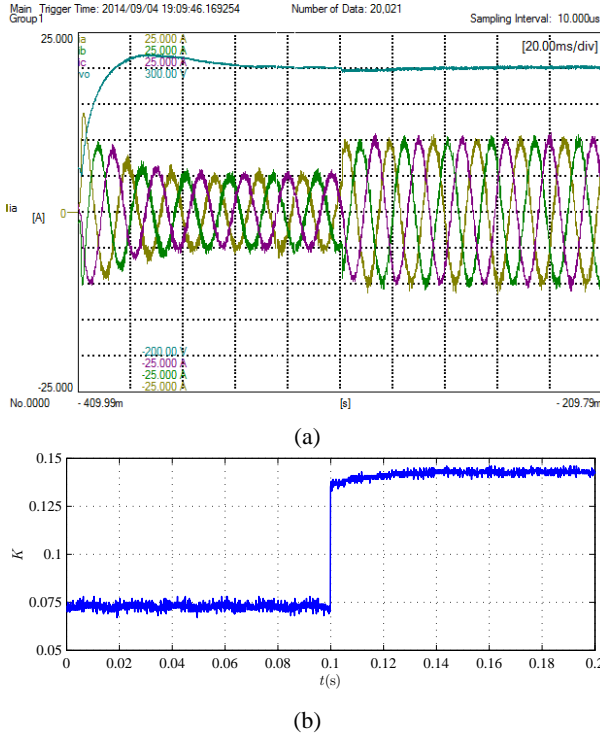 Main Trigger Time: 2014/09/04 19:09:46.169254 Number of Data: 20,021
Group1 Sampling Interval: 10.000us
25.000 25.000 A [20.00ms/div]
25.000 A
25.000 A
300.00 V
Iia [A] 0
-200.00 V
-25.000 A
-25.000 A
-25.000 -25.000 A
No.0000 - 409.99m [s] - 209.79m
(a)
0.15
0.125
0.1
0.075
0.05
K
0 0.02 0.04 0.06 0.08 0.1 0.12 0.14 0.16 0.18 0.2
t(s)
(b)